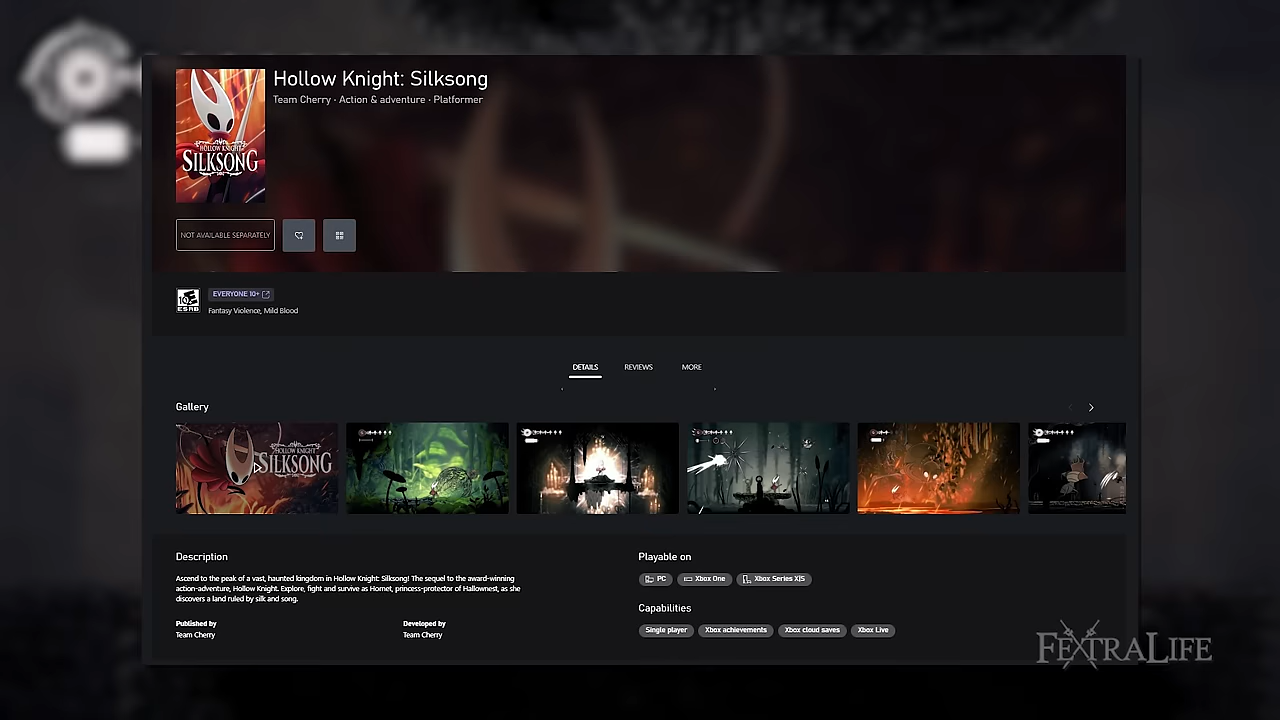 Hollow Knight: Silksong
Team Cherry · Action & adventure · Platformer
HOLLOW KNIGHT
SILKSONG
NOT AVAILABLE SEPARATELY
EVERYONE 10+
ESRB
Fantasy Violence, Mild Blood
DETAILS REVIEWS MORE
Gallery
HOLLOW KNIGHT
SILKSONG
Description
Ascend to the peak of a vast, haunted kingdom in Hollow Knight: Silksong! The sequel to the award-winning
action-adventure, Hollow Knight. Explore, fight and survive as Hornet, princess-protector of Hallownest, as she
discovers a land ruled by silk and song.
Published by
Team Cherry
Developed by
Team Cherry
Playable on
PC Xbox One Xbox Series X|S
Capabilities
Single player Xbox achievements Xbox cloud saves Xbox Live
FEXTRALIFE